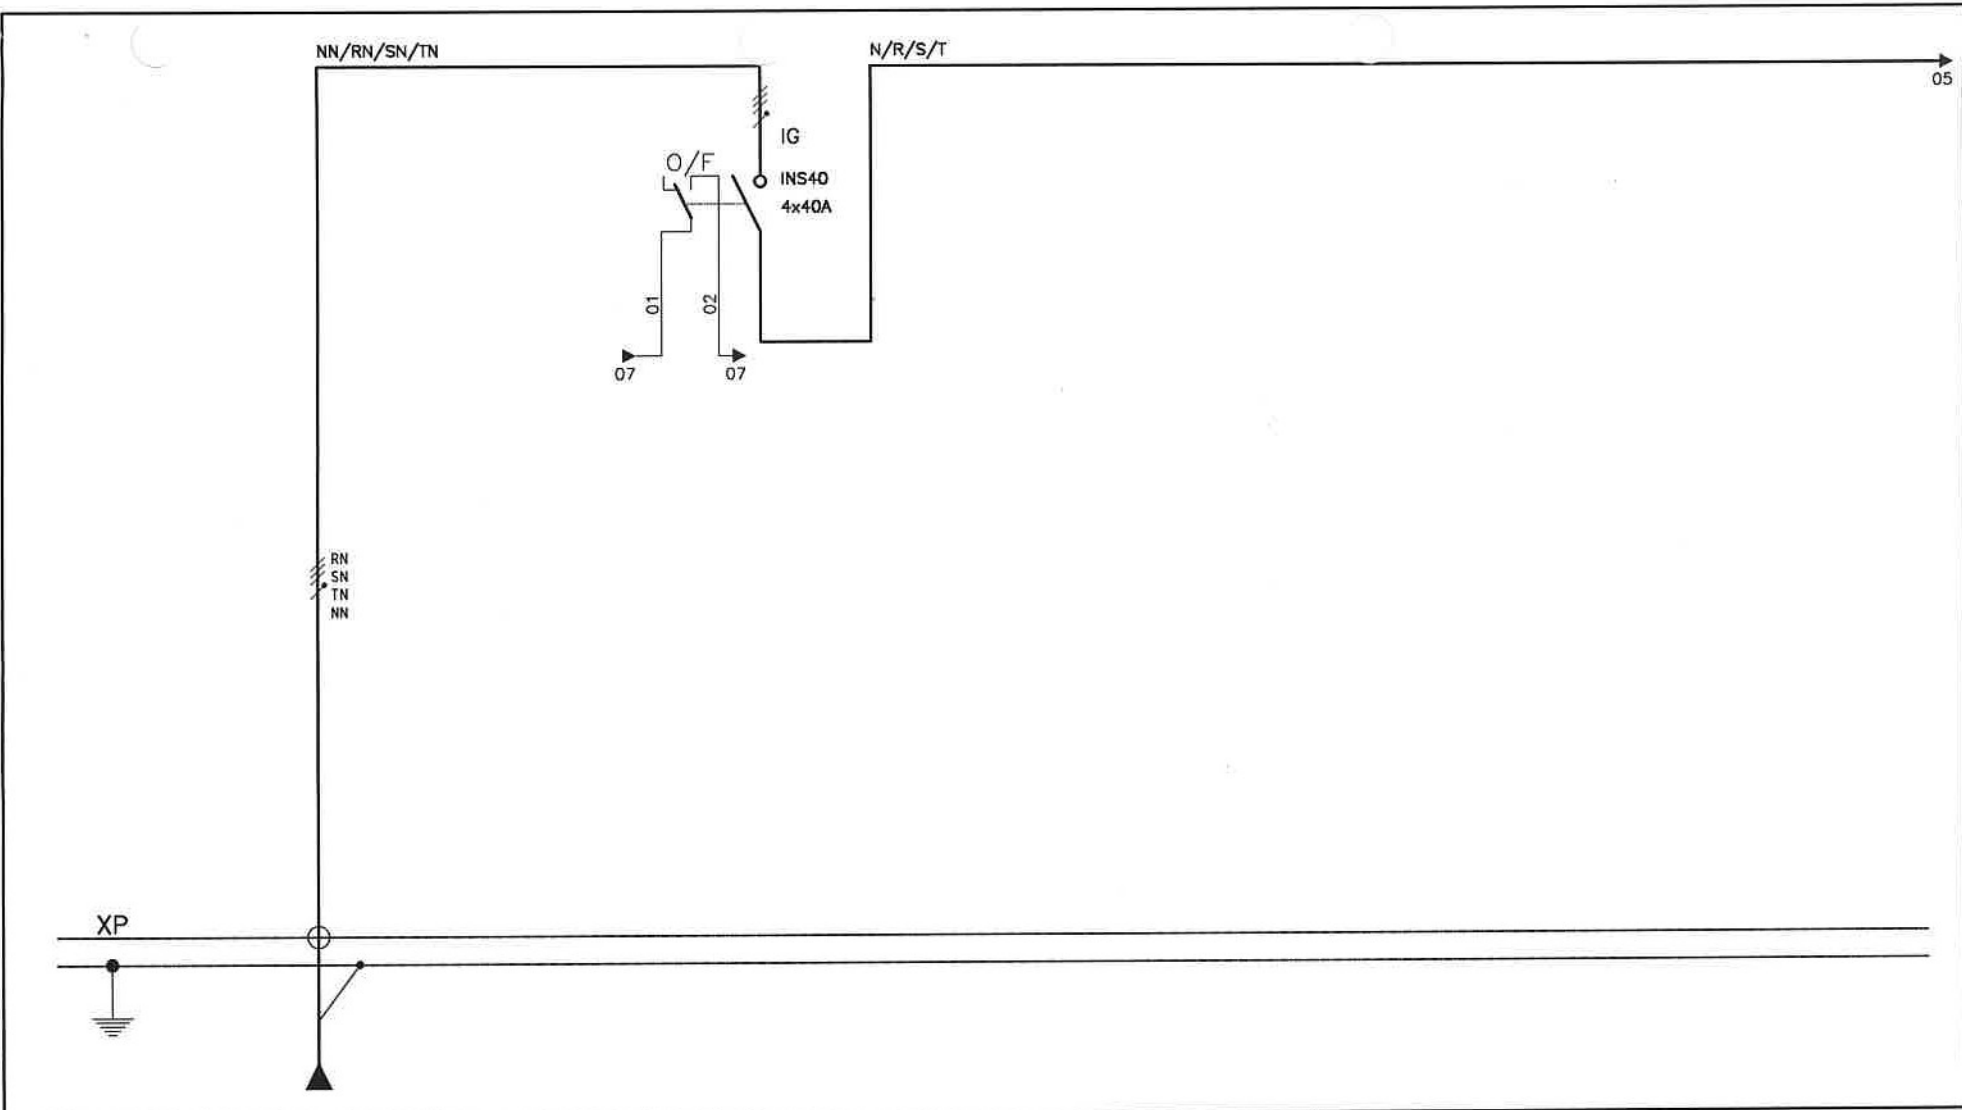 NN/RN/SN/TN
N/R/S/T
05
IG
O/F
INS40
4x40A
01
02
07
07
RN
SN
TN
NN
XP